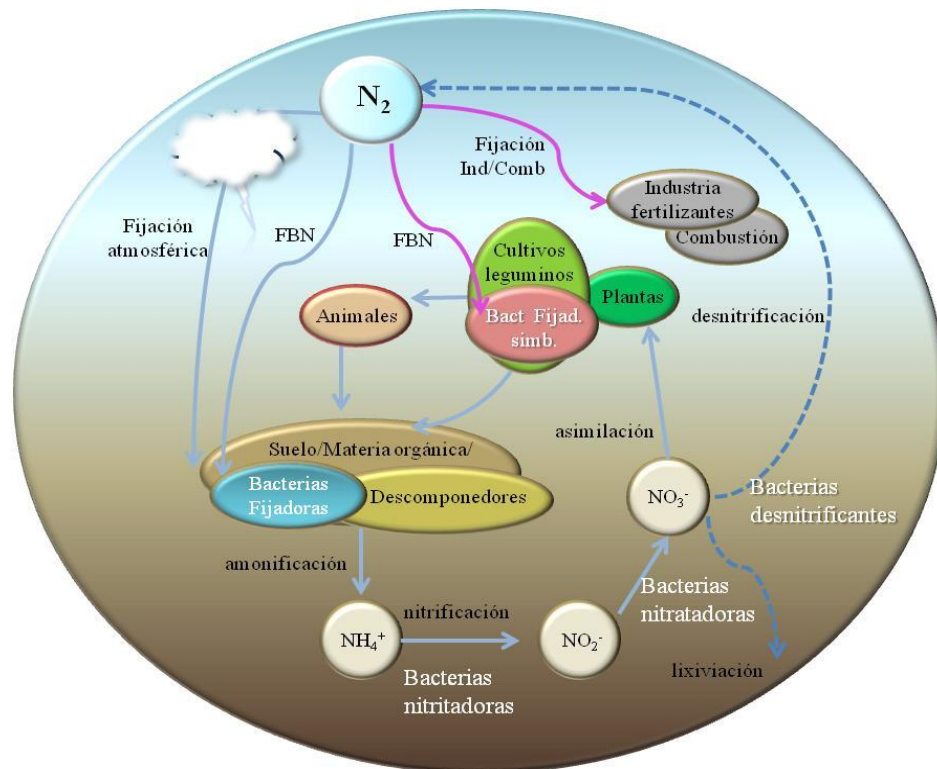 N₂
Fijación
Ind/Comb
Industria
fertilizantes
Combustión
Fijación
atmosférica
FBN
FBN
Cultivos
leguminos
Plantas
Animales
Bact Fijad.
simb.
desnitrificación
asimilación
Suelo/Materia orgánica/
Bacterias
Fijadoras
Descomponedores
NO₃⁻
Bacterias
desnitrificantes
amonificación
nitrificación
Bacterias
nitratadoras
NH₄⁺
NO₂⁻
Bacterias
nitritadoras
lixiviación